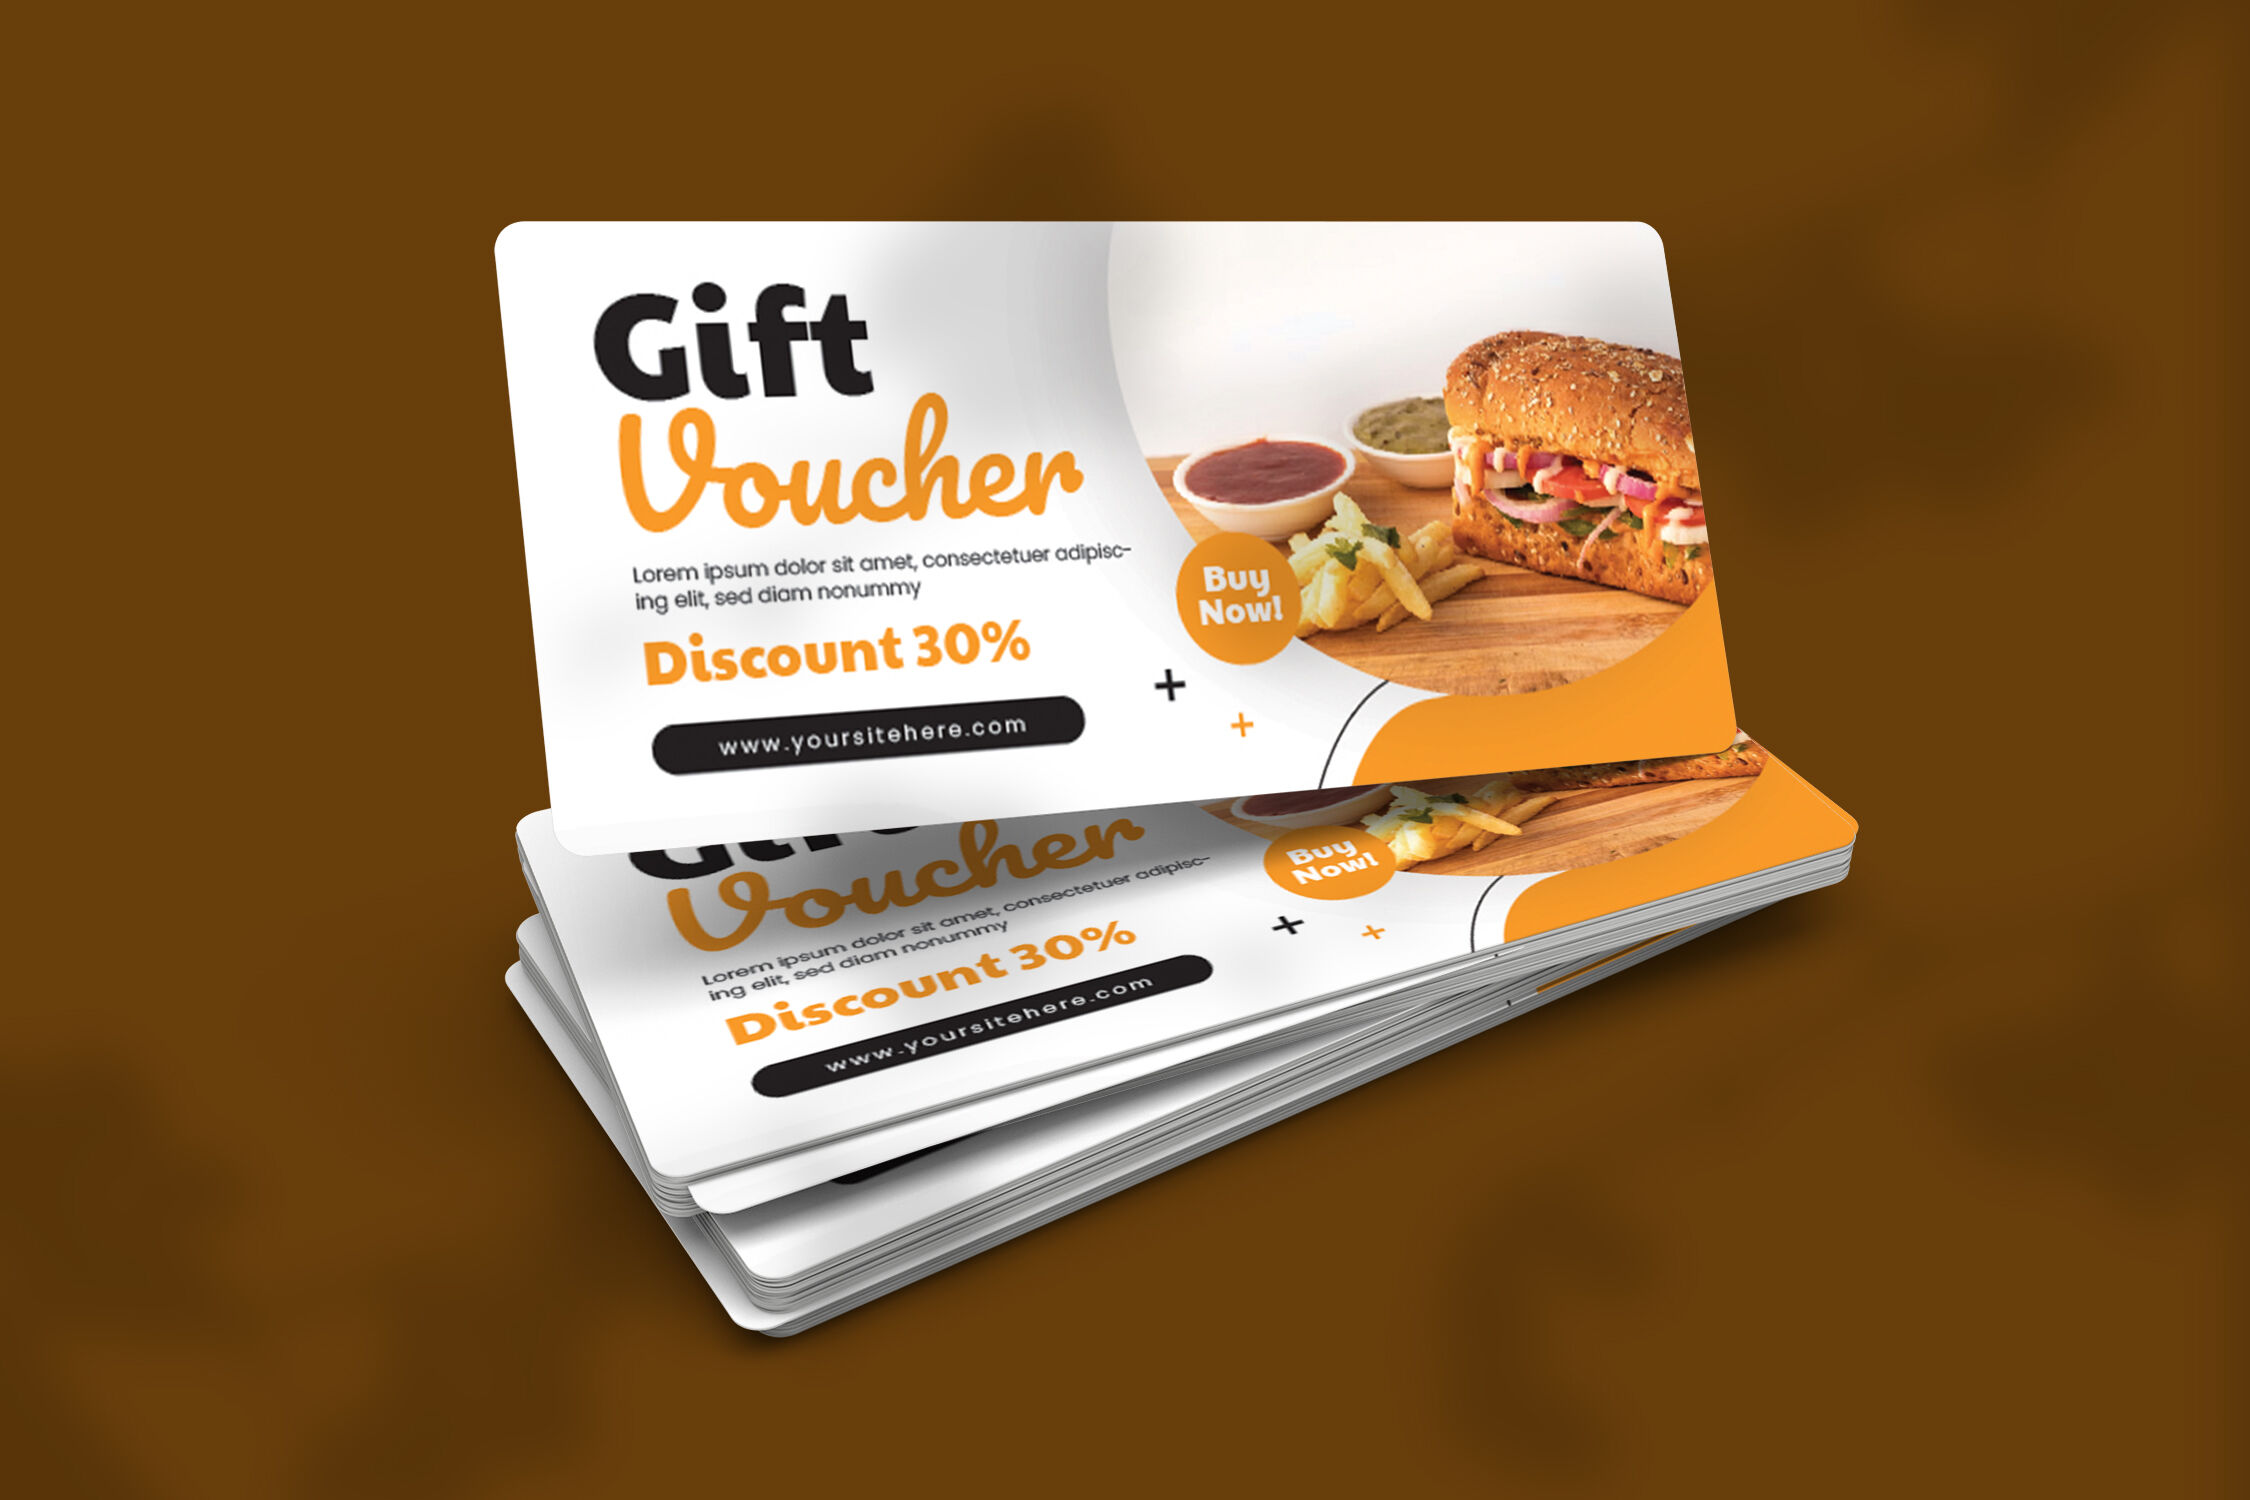 Gift
Voucher
Lorem ipsum dolor sit amet, consectetuer adipisc-
ing elit, sed diam nonummy
Discount 30%
www.yoursitehere.com
Buy
Now!
Voucher
Lorem ipsum dolor sit amet, consectetuer adipisc-
ing elit, sed diam nonummy
Discount 30%
www.yoursitehere.com
Buy
Now!